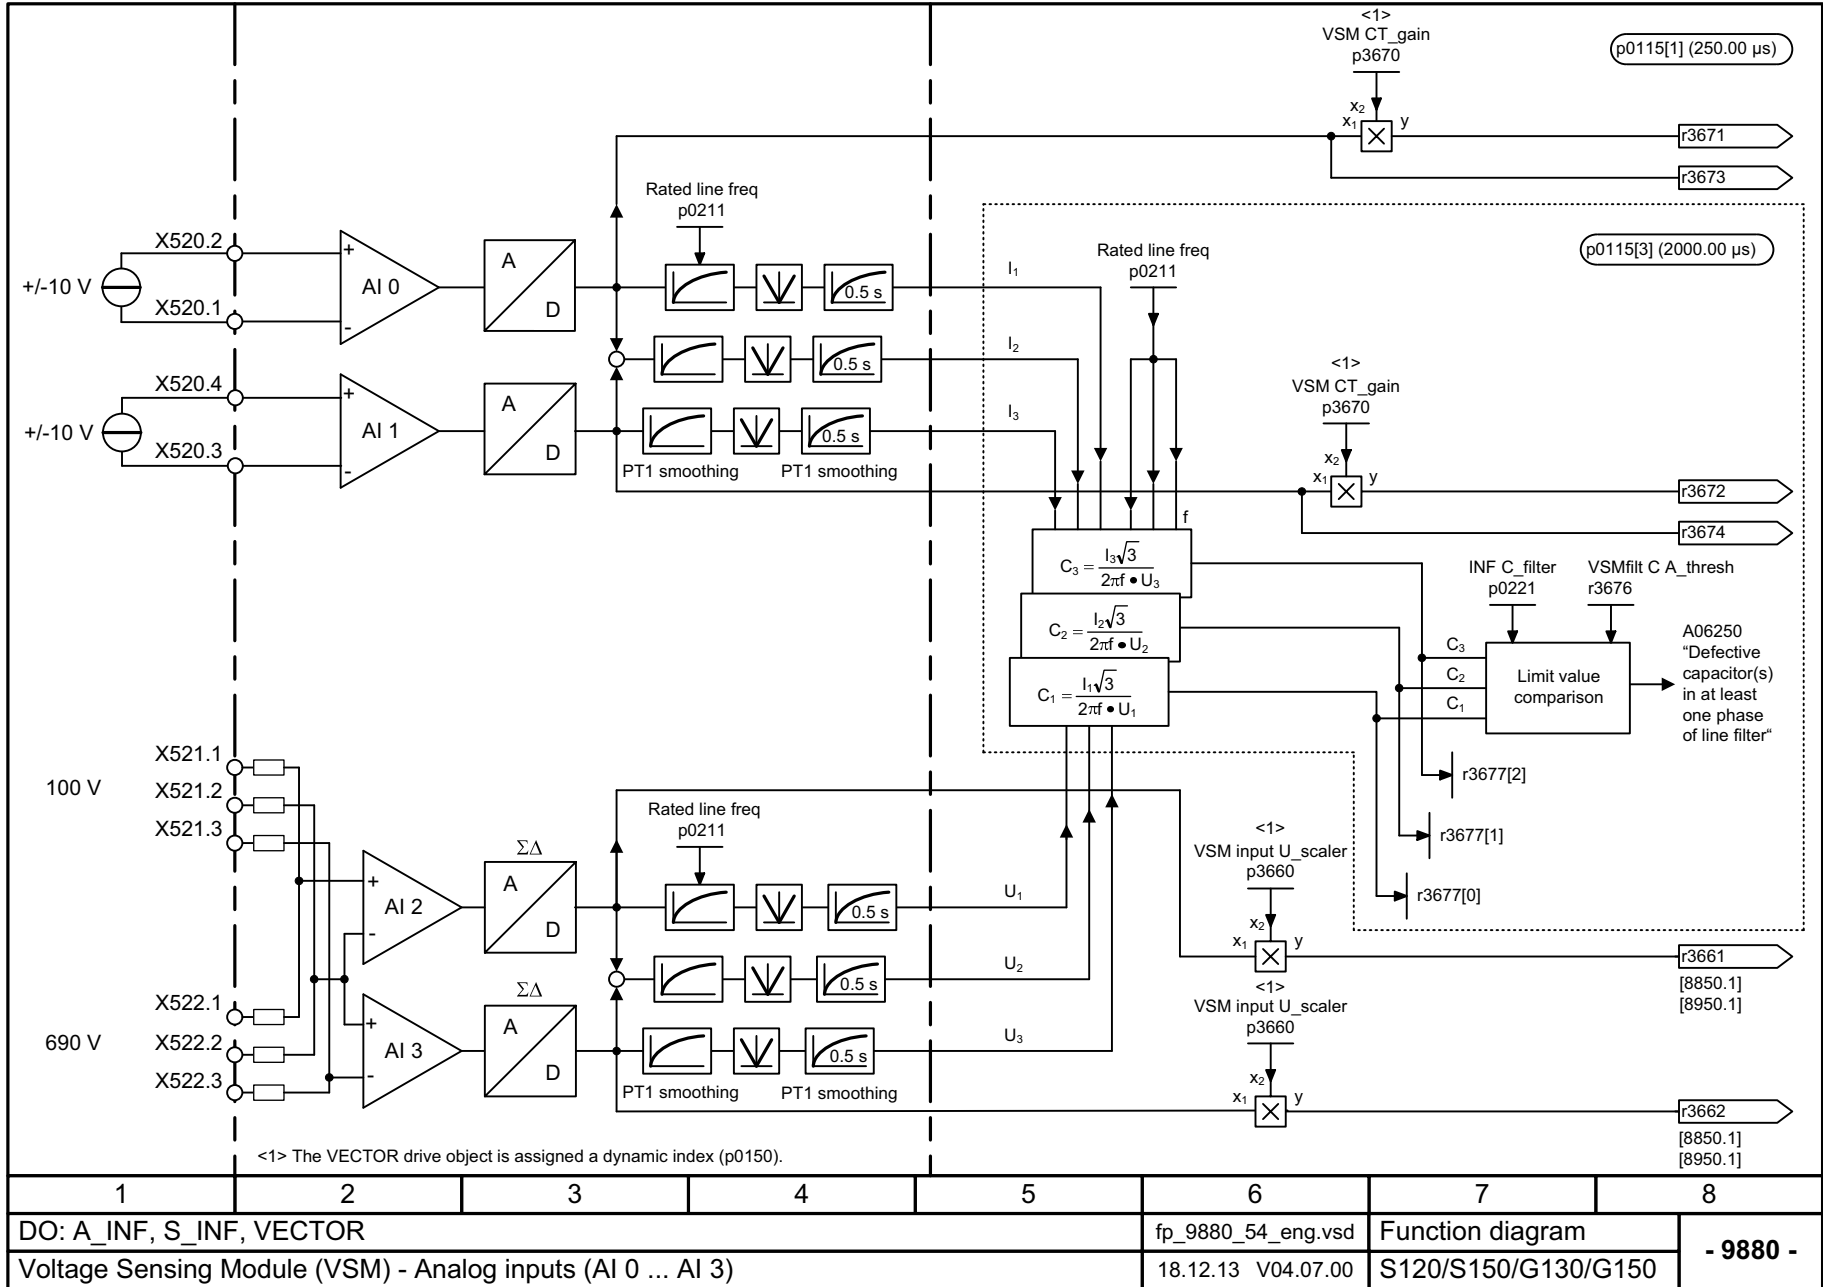 <1>
VSM CT_gain
p3670
p0115[1] (250.00 µs)
x₂
x₁
y
r3671
r3673
Rated line freq
p0211
p0115[3] (2000.00 µs)
Rated line freq
p0211
X520.2
+/-10 V
X520.1
+
AI 0
-
A
D
0.5 s
I₁
0.5 s
I₂
X520.4
+/-10 V
X520.3
+
AI 1
-
A
D
0.5 s
I₃
PT1 smoothing
PT1 smoothing
<1>
VSM CT_gain
p3670
x₂
x₁
y
r3672
r3674
f
C₃ = I₃√3 / 2πf • U₃
C₂ = I₂√3 / 2πf • U₂
C₁ = I₁√3 / 2πf • U₁
INF C_filter
p0221
VSMfilt C A_thresh
r3676
C₃
C₂
C₁
Limit value
comparison
A06250
“Defective
capacitor(s)
in at least
one phase
of line filter“
r3677[2]
r3677[1]
r3677[0]
100 V
X521.1
X521.2
X521.3
690 V
X522.1
X522.2
X522.3
+
AI 2
-
ΣΔ
A
D
Rated line freq
p0211
0.5 s
U₁
0.5 s
U₂
+
AI 3
-
ΣΔ
A
D
0.5 s
U₃
PT1 smoothing
PT1 smoothing
<1>
VSM input U_scaler
p3660
x₂
x₁
y
r3661
[8850.1]
[8950.1]
<1>
VSM input U_scaler
p3660
x₂
x₁
y
r3662
[8850.1]
[8950.1]
<1> The VECTOR drive object is assigned a dynamic index (p0150).
1 2 3 4 5 6 7 8
DO: A_INF, S_INF, VECTOR
fp_9880_54_eng.vsd
Function diagram
- 9880 -
Voltage Sensing Module (VSM) - Analog inputs (AI 0 ... AI 3)
18.12.13 V04.07.00
S120/S150/G130/G150